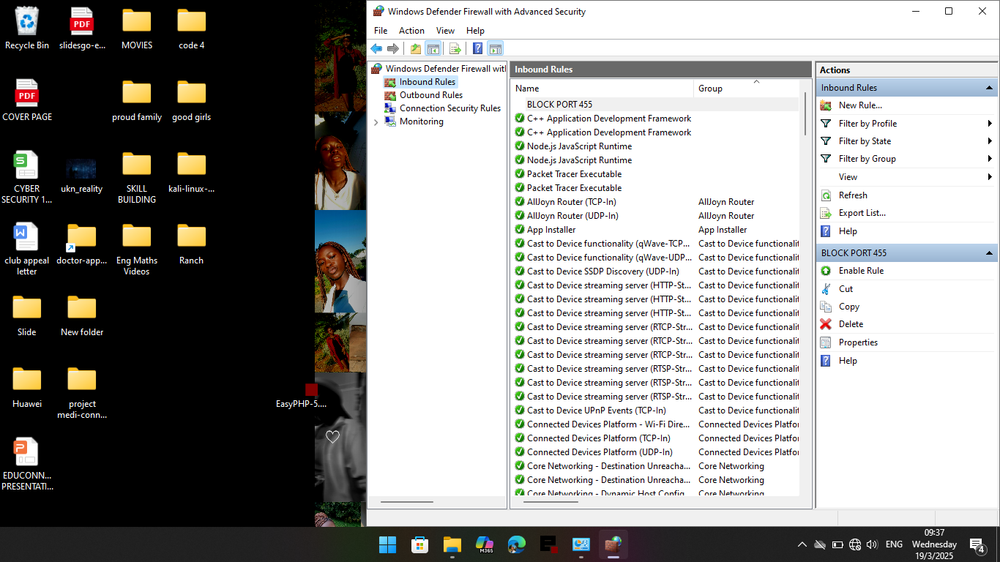 Recycle Bin
slidesgo-e...
MOVIES
code 4
COVER PAGE
proud family
good girls
CYBER
SECURITY 1...
ukn_reality
SKILL
BUILDING
kali-linux-...
club appeal
letter
doctor-app...
Eng Maths
Videos
Ranch
Slide
New folder
Huawei
project
medi-conn...
EasyPHP-5....
EDUCONN...
PRESENTATI...
PDF
PDF
S
W
P
Windows Defender Firewall with Advanced Security
File Action View Help
Windows Defender Firewall with
Inbound Rules
Outbound Rules
Connection Security Rules
Monitoring
Inbound Rules
Name Group
BLOCK PORT 455
C++ Application Development Framework
C++ Application Development Framework
Node.js JavaScript Runtime
Node.js JavaScript Runtime
Packet Tracer Executable
Packet Tracer Executable
AllJoyn Router (TCP-In) AllJoyn Router
AllJoyn Router (UDP-In) AllJoyn Router
App Installer App Installer
Cast to Device functionality (qWave-TCP... Cast to Device functionalit
Cast to Device functionality (qWave-UDP... Cast to Device functionalit
Cast to Device SSDP Discovery (UDP-In) Cast to Device functionalit
Cast to Device streaming server (HTTP-St... Cast to Device functionalit
Cast to Device streaming server (HTTP-St... Cast to Device functionalit
Cast to Device streaming server (HTTP-St... Cast to Device functionalit
Cast to Device streaming server (RTCP-Str... Cast to Device functionalit
Cast to Device streaming server (RTCP-Str... Cast to Device functionalit
Cast to Device streaming server (RTCP-Str... Cast to Device functionalit
Cast to Device streaming server (RTSP-Str... Cast to Device functionalit
Cast to Device streaming server (RTSP-Str... Cast to Device functionalit
Cast to Device streaming server (RTSP-Str... Cast to Device functionalit
Cast to Device UPnP Events (TCP-In) Cast to Device functionalit
Connected Devices Platform - Wi-Fi Dire... Connected Devices Platfor
Connected Devices Platform (TCP-In) Connected Devices Platfor
Connected Devices Platform (UDP-In) Connected Devices Platfor
Core Networking - Destination Unreacha... Core Networking
Core Networking - Destination Unreacha... Core Networking
Core Networking - Dynamic Host Config Core Networking
Actions
Inbound Rules
New Rule...
Filter by Profile
Filter by State
Filter by Group
View
Refresh
Export List...
Help
BLOCK PORT 455
Enable Rule
Cut
Copy
Delete
Properties
Help
M365
ENG
09:37
Wednesday
19/3/2025
4